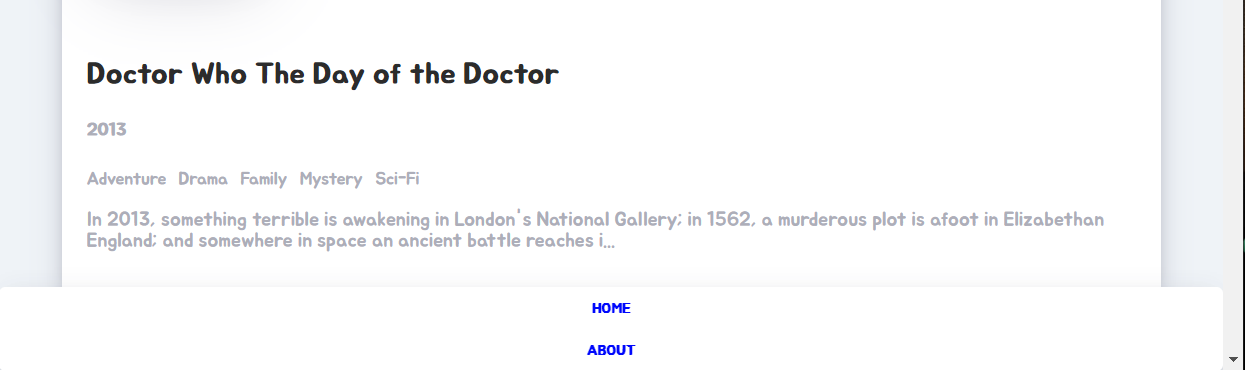 Doctor Who The Day of the Doctor
2013
Adventure Drama Family Mystery Sci-Fi
In 2013, something terrible is awakening in London's National Gallery; in 1562, a murderous plot is afoot in Elizabethan
England; and somewhere in space an ancient battle reaches i...
HOME
ABOUT